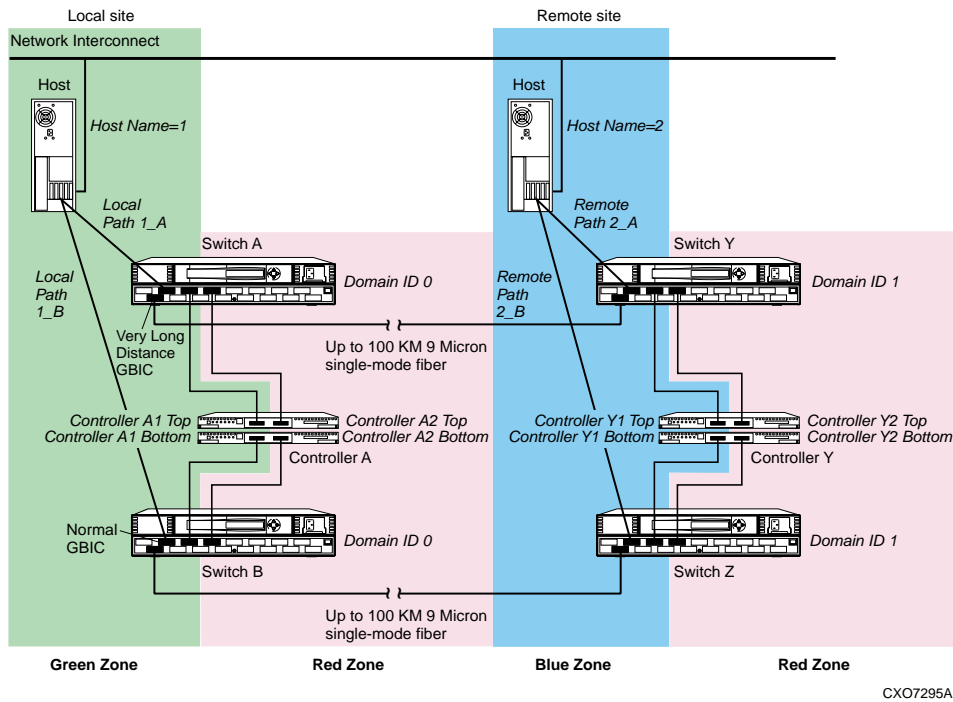 Local site
Remote site
Network Interconnect
Host
Host
Host Name=1
Host Name=2
Local
Path 1_A
Remote
Path 2_A
Switch A
Switch Y
Local
Path
1_B
Domain ID 0
Remote
Path
2_B
Domain ID 1
Very Long
Distance
GBIC
Up to 100 KM 9 Micron
single-mode fiber
Controller A1 Top
Controller A2 Top
Controller Y1 Top
Controller Y2 Top
Controller A1 Bottom
Controller A2 Bottom
Controller Y1 Bottom
Controller Y2 Bottom
Controller A
Controller Y
Normal
GBIC
Domain ID 0
Domain ID 1
Switch B
Switch Z
Up to 100 KM 9 Micron
single-mode fiber
Green Zone
Red Zone
Blue Zone
Red Zone
CXO7295A